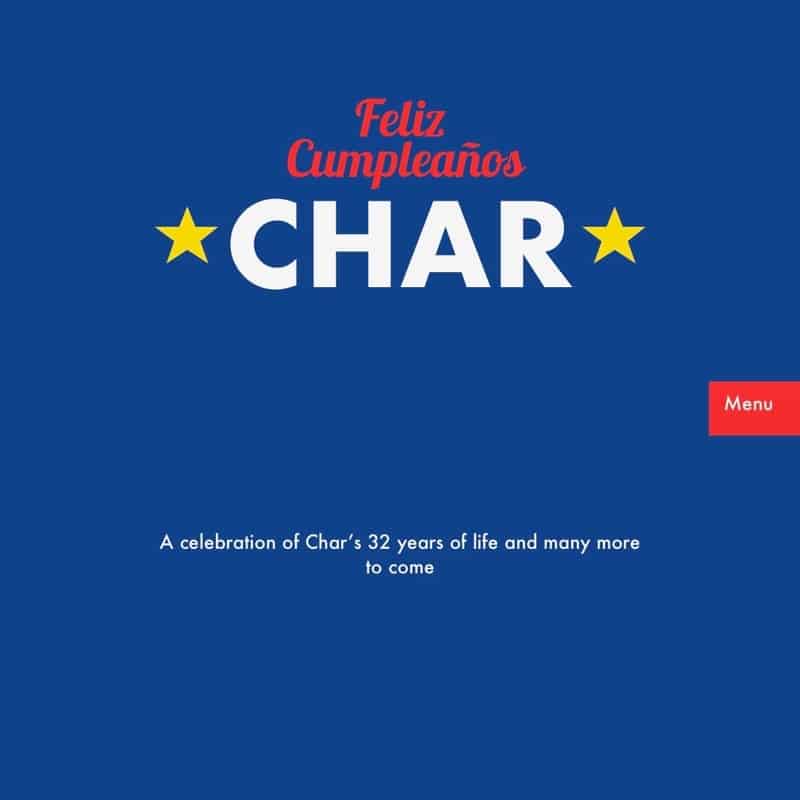 Feliz
Cumpleaños
CHAR
Menu
A celebration of Char's 32 years of life and many more
to come